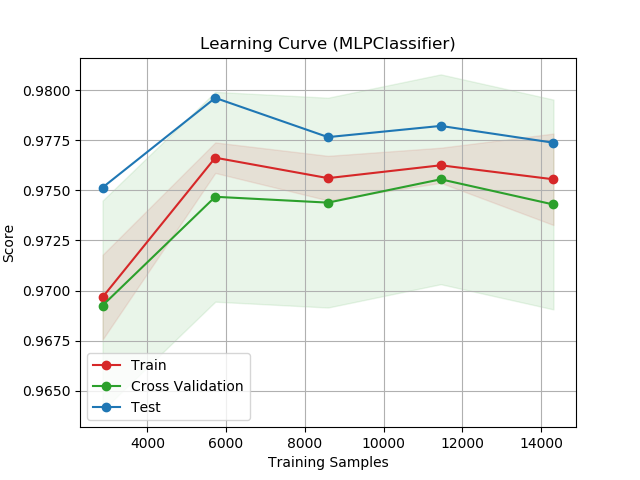 Learning Curve (MLPClassifier)
Score
0.9800
0.9775
0.9750
0.9725
0.9700
0.9675
0.9650
Train
Cross Validation
Test
4000 6000 8000 10000 12000 14000
Training Samples